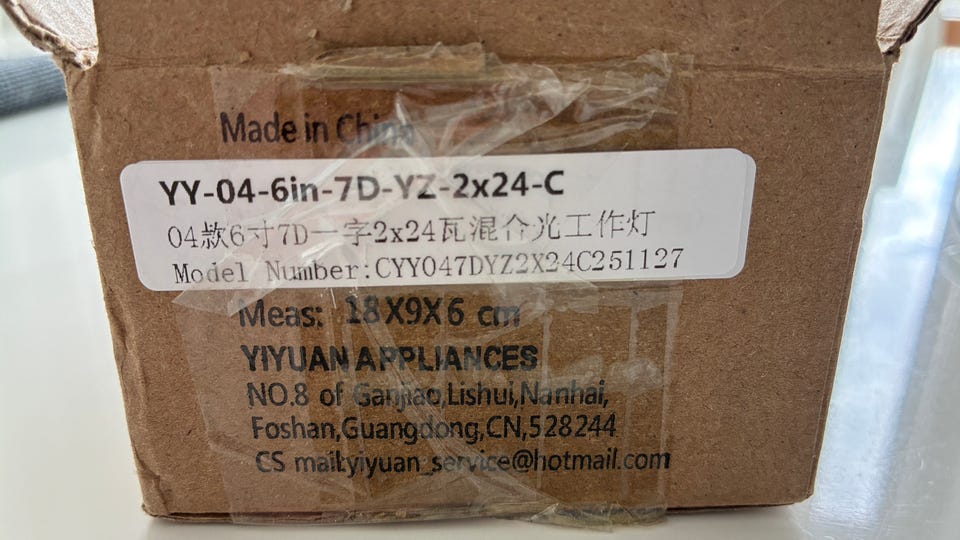 Made in China
YY-04-6in-7D-YZ-2x24-C
04款6寸7D一字2x24瓦混合光工作灯
Model Number:CYY047DYZ2X24C251127
Meas: 18X9X6 cm
YIYUAN APPLIANCES
NO.8 of Ganjiao,Lishui,Nanhai,
Foshan,Guangdong,CN,528244
CS mail:yiyuan_service@hotmail.com